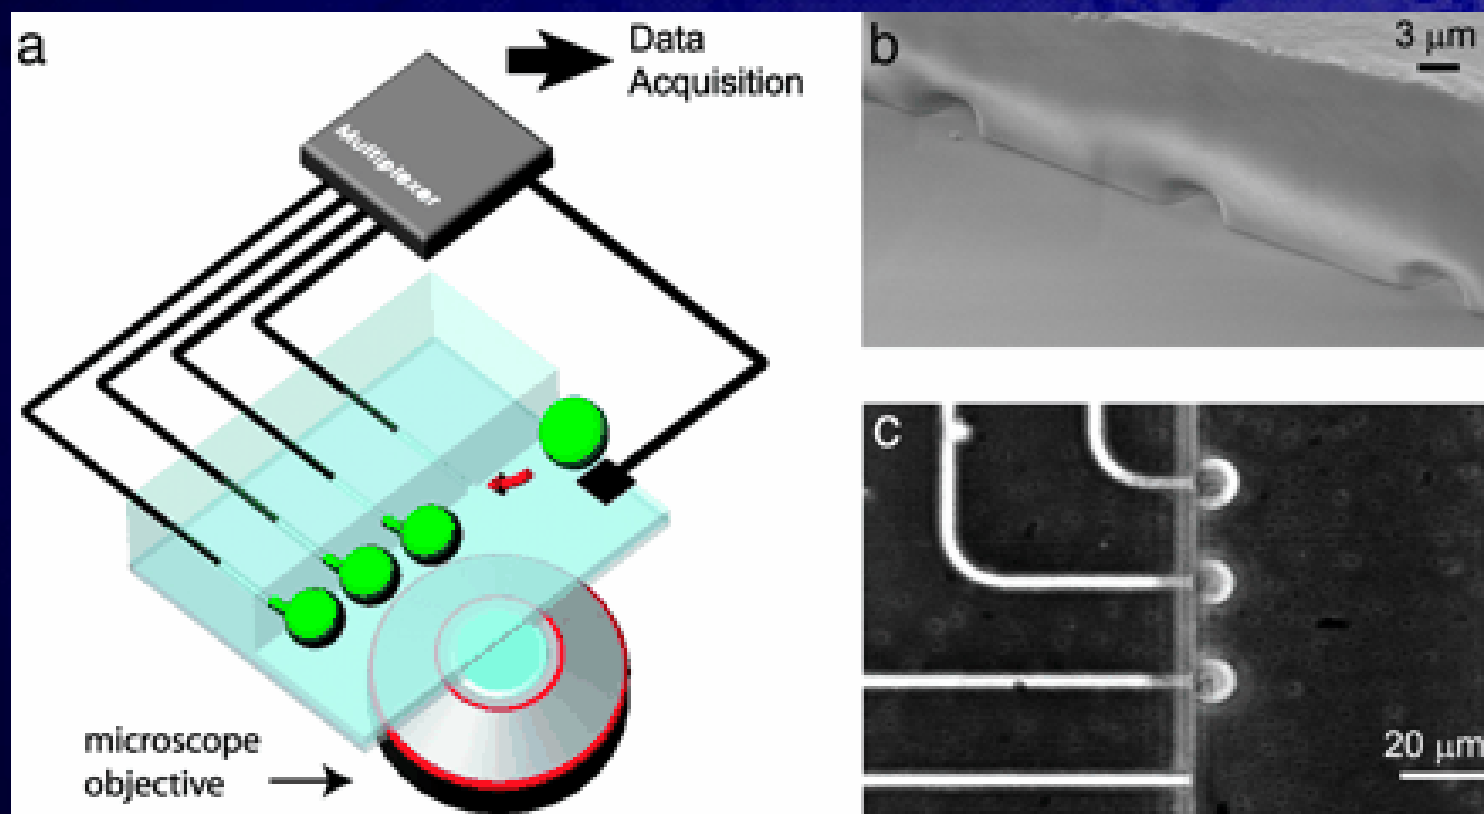 a
Data
Acquisition
Multiplexer
microscope
objective
b
3 μm
c
20 μm